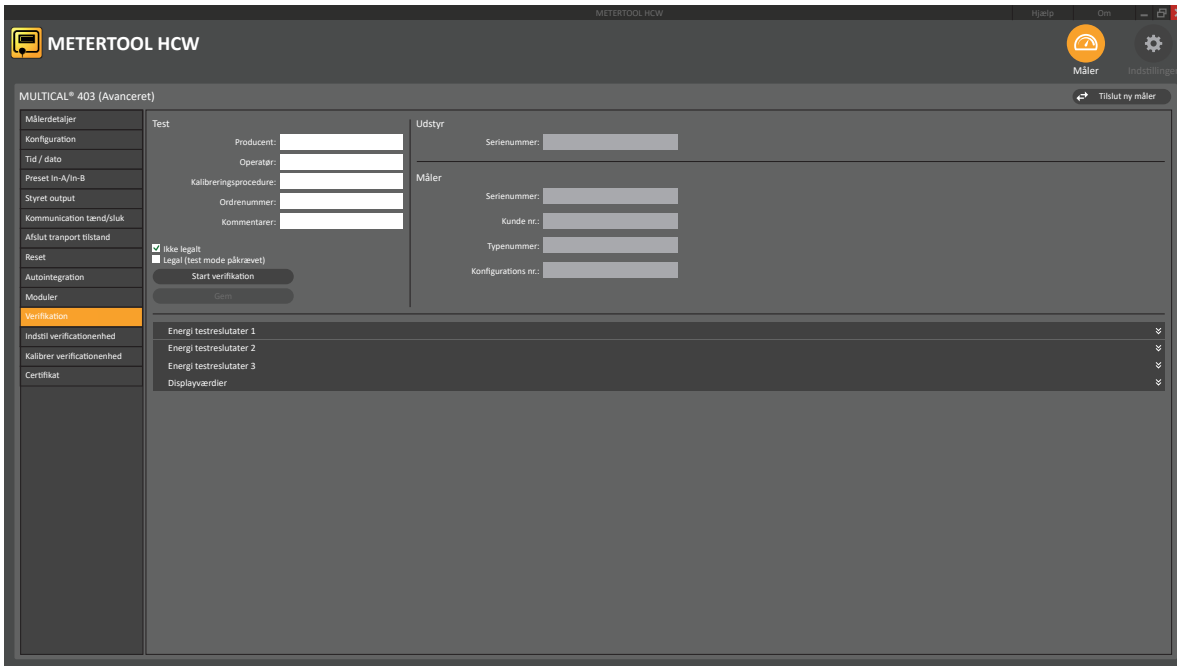 METERTOOL HCW
Hjælp
Om
METERTOOL HCW
Måler
Indstillinger
MULTICAL® 403 (Avanceret)
Tilslut ny måler
Målerdetaljer
Konfiguration
Tid / dato
Preset In-A/In-B
Styret output
Kommunication tænd/sluk
Afslut tranport tilstand
Reset
Autointegration
Moduler
Verifikation
Indstil verificationenhed
Kalibrer verificationenhed
Certifikat
Test
Producent:
Operatør:
Kalibreringsprocedure:
Ordrenummer:
Kommentarer:
Ikke legalt
Legal (test mode påkrævet)
Start verifikation
Gem
Udstyr
Serienummer:
Måler
Serienummer:
Kunde nr.:
Typenummer:
Konfigurations nr.:
Energi testreslutater 1
Energi testreslutater 2
Energi testreslutater 3
Displayværdier